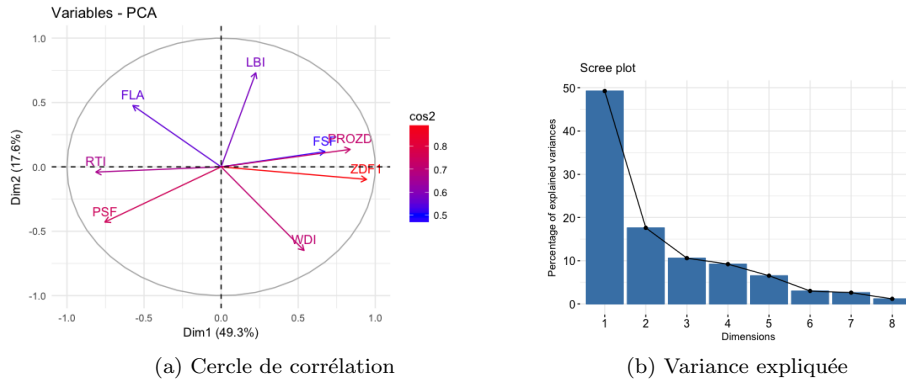 Variables - PCA
1.0
0.5
0.0
-0.5
-1.0
Dim2 (17.6%)
LBI
FLA
FSF
PROZD
RTI
ZDF1
PSF
WDI
-1.0 -0.5 0.0 0.5 1.0
Dim1 (49.3%)
cos2
0.8
0.7
0.6
0.5
(a) Cercle de corrélation
Scree plot
50
40
30
20
10
0
Percentage of explained variances
1 2 3 4 5 6 7 8
Dimensions
(b) Variance expliquée